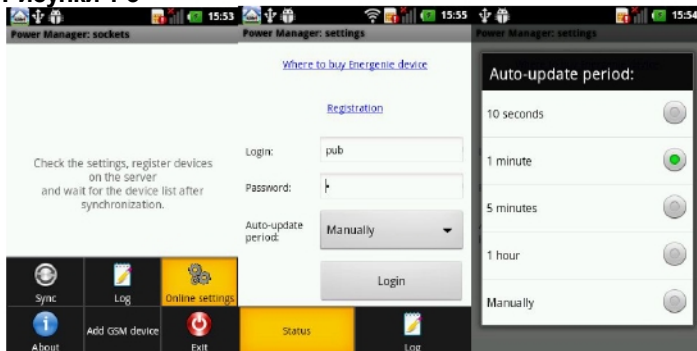 15:53
Power Manager: sockets
Check the settings, register devices
on the server
and wait for the device list after
synchronization.
Sync
Log
Online settings
About
Add GSM device
Exit
15:55
Power Manager: settings
Where to buy Energenie device
Registration
Login:
pub
Password:
Auto-update
period:
Manually
Login
Status
Log
15:54
Power Manager: settings
Auto-update period:
10 seconds
1 minute
5 minutes
1 hour
Manually